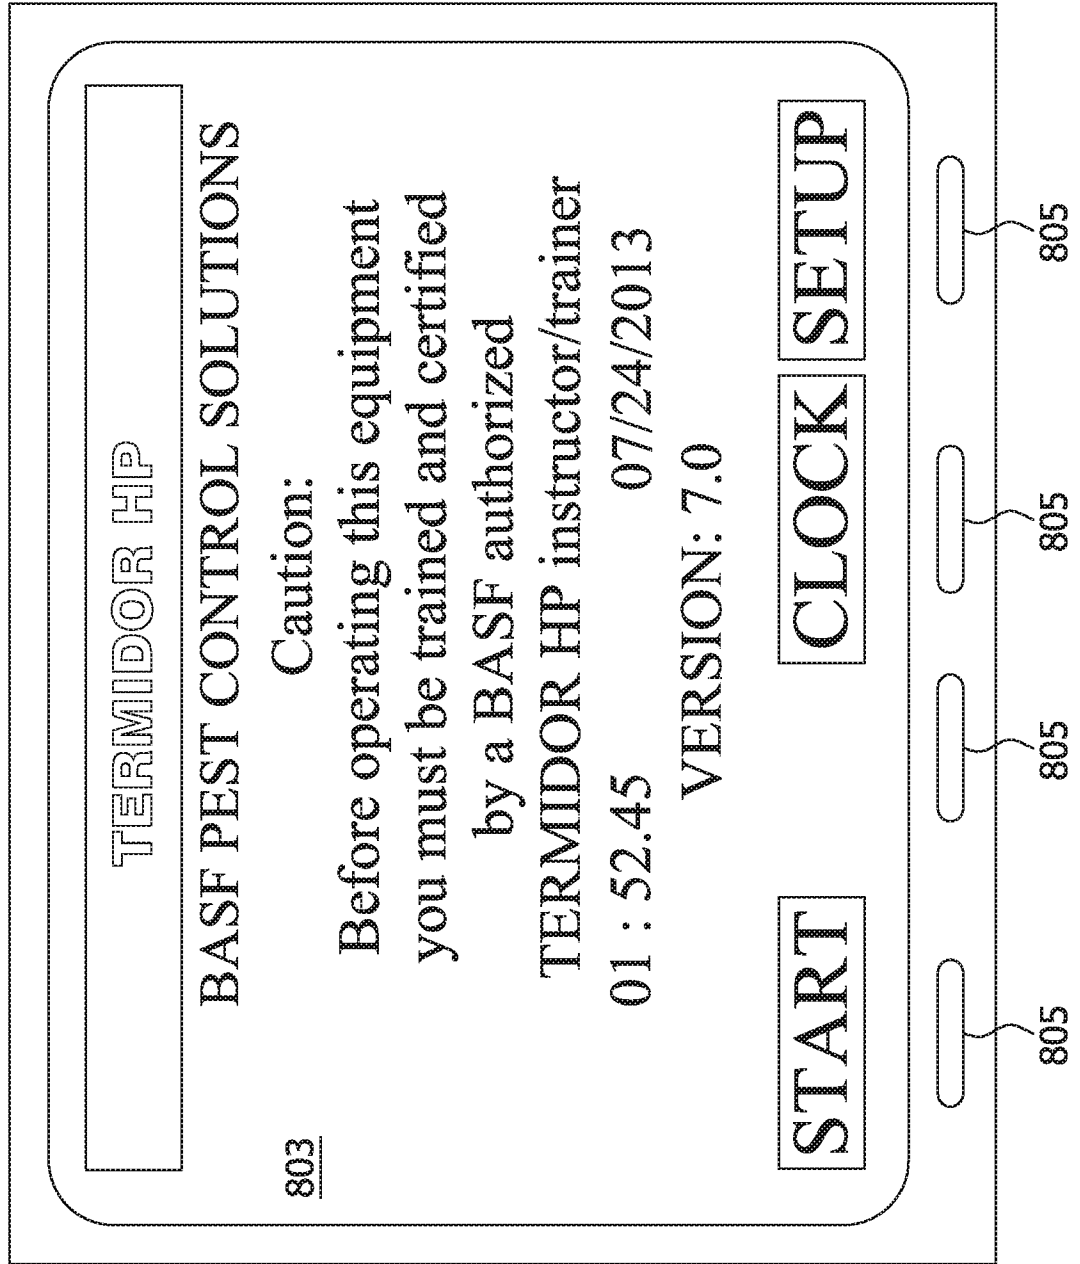 TERMIDOR HP
BASF PEST CONTROL SOLUTIONS
803
Caution:
Before operating this equipment
you must be trained and certified
by a BASF authorized
TERMIDOR HP instructor/trainer
01 : 52.45 07/24/2013
VERSION: 7.0
START CLOCK SETUP
805 805 805 805